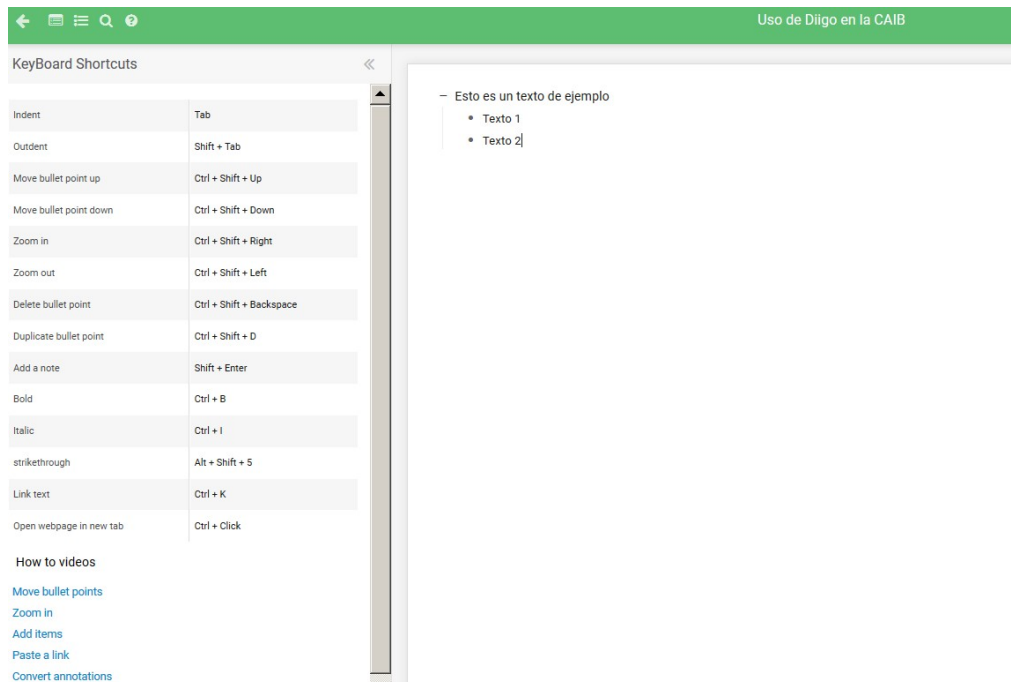 Uso de Diigo en la CAIB
KeyBoard Shortcuts
Indent Tab
Outdent Shift + Tab
Move bullet point up Ctrl + Shift + Up
Move bullet point down Ctrl + Shift + Down
Zoom in Ctrl + Shift + Right
Zoom out Ctrl + Shift + Left
Delete bullet point Ctrl + Shift + Backspace
Duplicate bullet point Ctrl + Shift + D
Add a note Shift + Enter
Bold Ctrl + B
Italic Ctrl + I
strikethrough Alt + Shift + 5
Link text Ctrl + K
Open webpage in new tab Ctrl + Click
How to videos
Move bullet points
Zoom in
Add items
Paste a link
Convert annotations
Esto es un texto de ejemplo
Texto 1
Texto 2